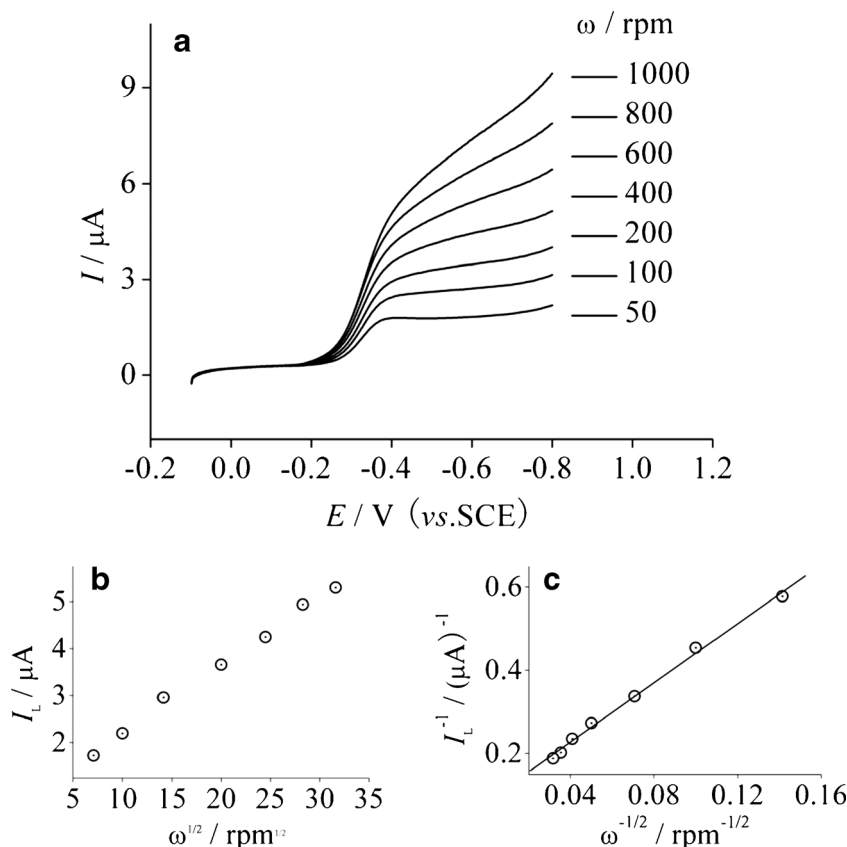 a
ω / rpm
1000
800
600
400
200
100
50
9
6
3
0
I / μA
-0.2 0.0 -0.2 -0.4 -0.6 -0.8 1.0 1.2
E / V (vs.SCE)
b
5
4
3
2
I_L / μA
5 10 15 20 25 30 35
ω^1/2 / rpm^1/2
c
0.6
0.4
0.2
I_L^-1 / (μA)^-1
0.04 0.08 0.12 0.16
ω^-1/2 / rpm^-1/2